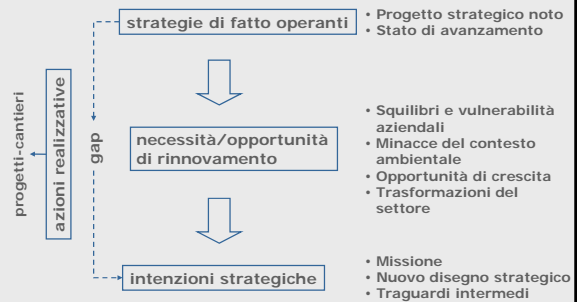 strategie di fatto operanti
• Progetto strategico noto
• Stato di avanzamento
progetti-cantieri
azioni realizzative
gap
necessità/opportunità
di rinnovamento
• Squilibri e vulnerabilità
aziendali
• Minacce del contesto
ambientale
• Opportunità di crescita
• Trasformazioni del
settore
intenzioni strategiche
• Missione
• Nuovo disegno strategico
• Traguardi intermedi